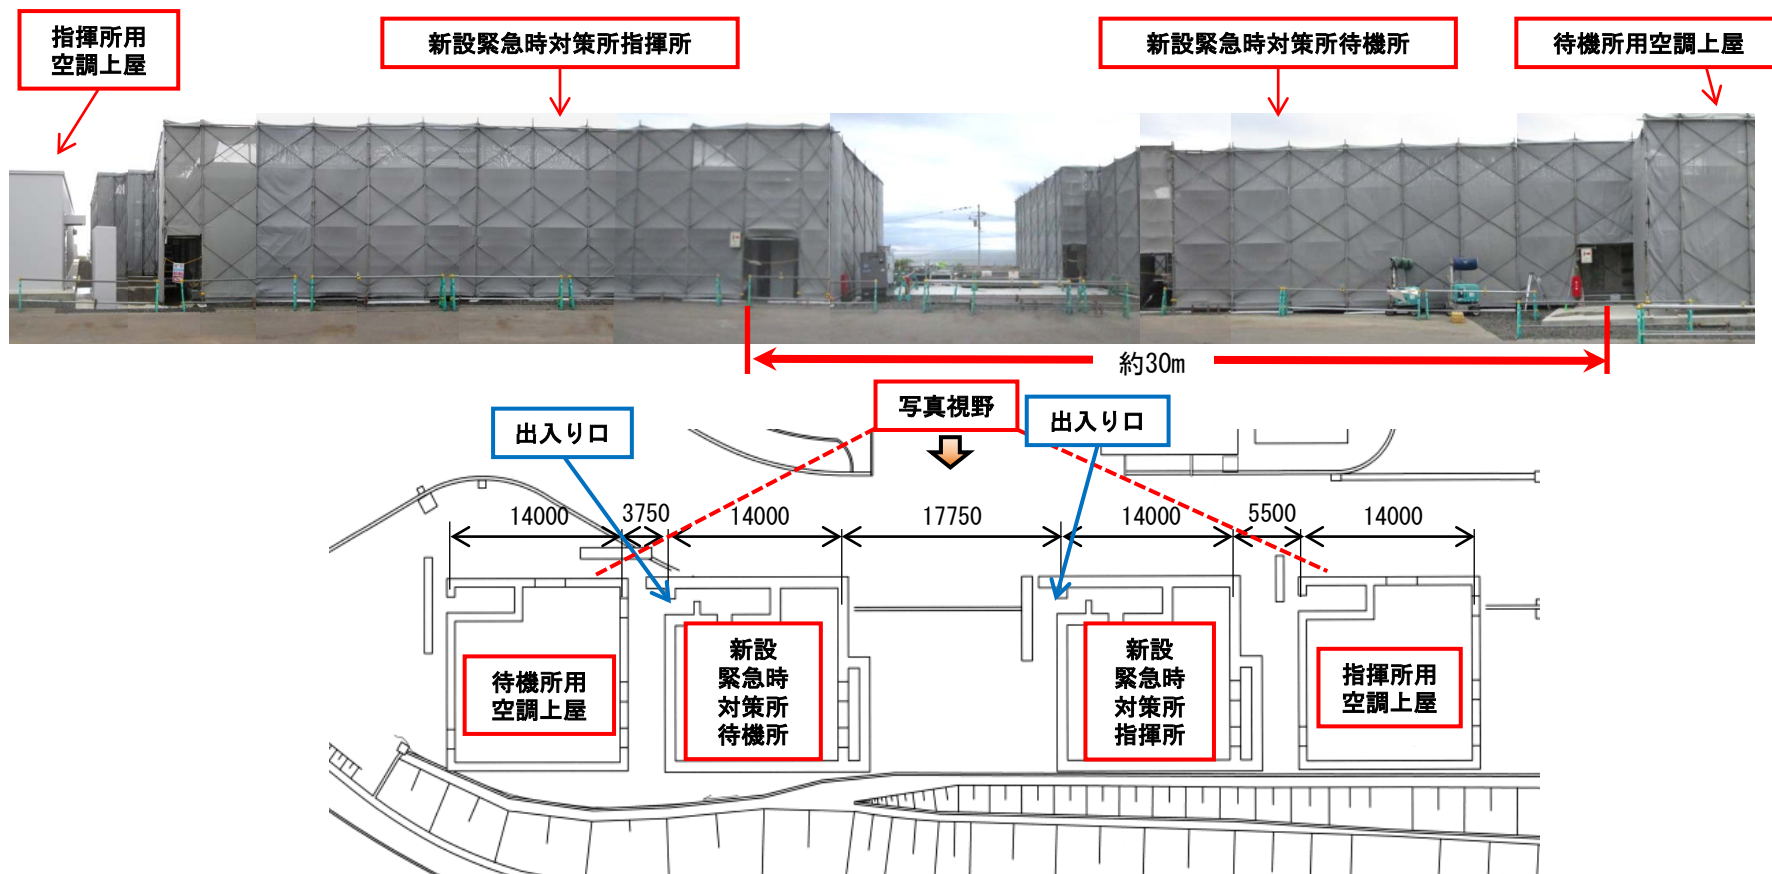 指揮所用
空調上屋
新設緊急時対策所指揮所
新設緊急時対策所待機所
待機所用空調上屋
約30m
写真視野
出入り口
出入り口
14000
3750
14000
17750
14000
5500
14000
待機所用
空調上屋
新設
緊急時
対策所
待機所
新設
緊急時
対策所
指揮所
指揮所用
空調上屋